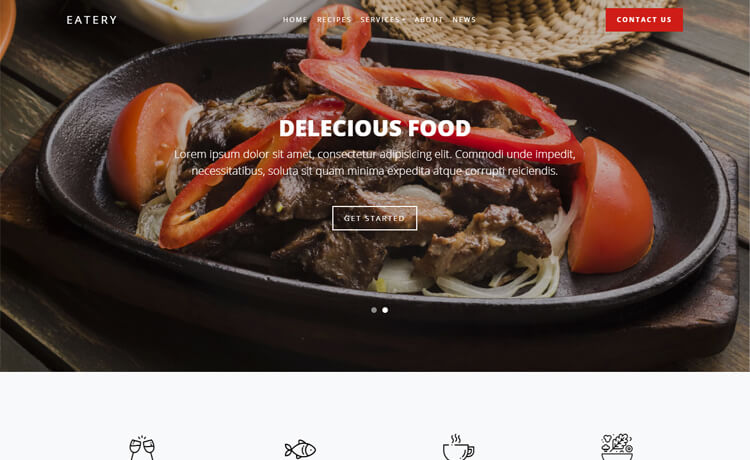 EATERY
HOME RECIPES SERVICES ABOUT NEWS
CONTACT US
DELECIOUS FOOD
Lorem ipsum dolor sit amet, consectetur adipisicing elit. Commodi unde impedit,
necessitatibus, soluta sit quam minima expedita atque corrupti reiciendis.
GET STARTED